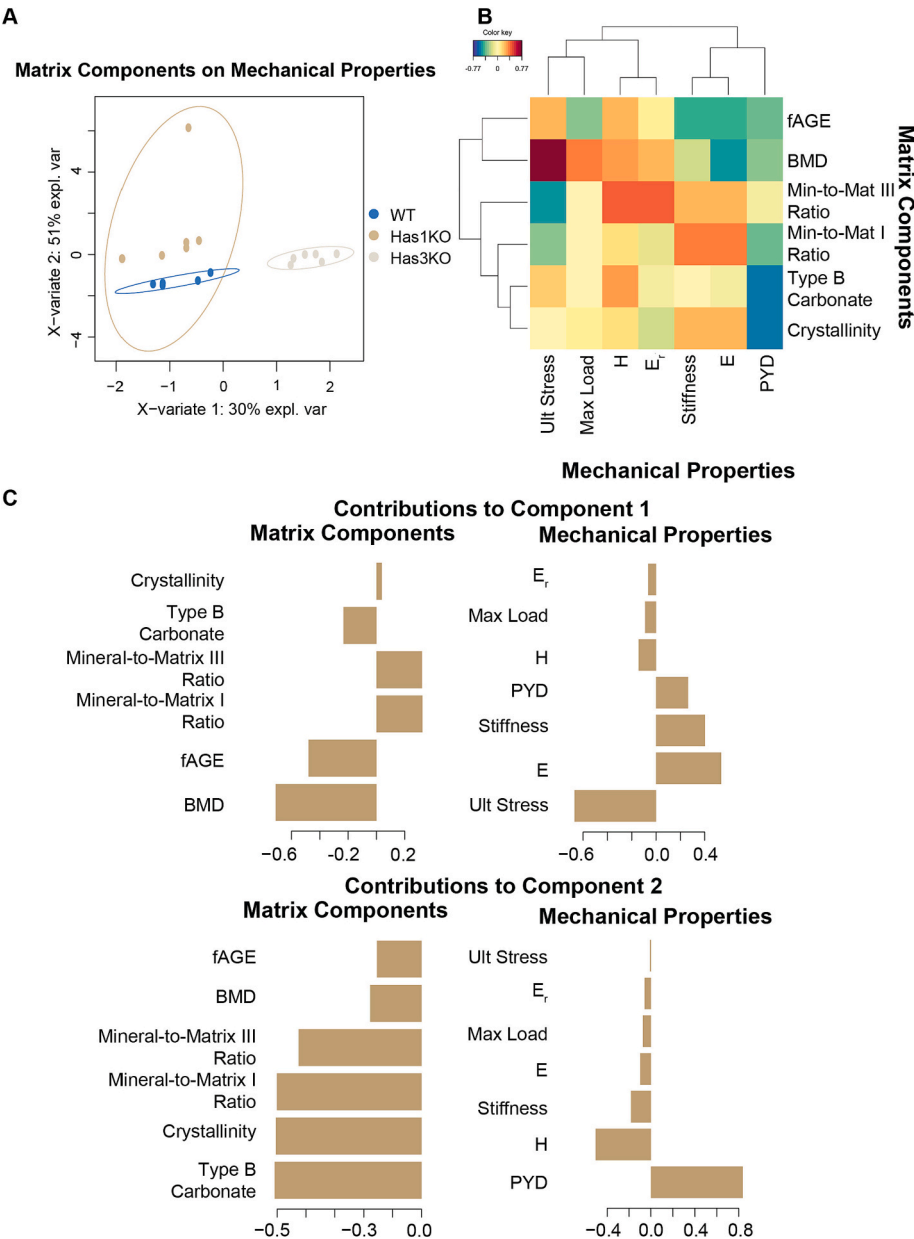 A
Matrix Components on Mechanical Properties
X−variate 2: 51% expl. var
4
0
−4
−2
−1
0
1
2
X−variate 1: 30% expl. var
WT
Has1KO
Has3KO
B
Color key
-0.77
0
0.77
fAGE
BMD
Min-to-Mat III
Ratio
Min-to-Mat I
Ratio
Type B
Carbonate
Crystallinity
Matrix Components
Ult Stress
Max Load
H
Er
Stiffness
E
PYD
Mechanical Properties
C
Contributions to Component 1
Matrix Components
Mechanical Properties
Crystallinity
Type B
Carbonate
Mineral-to-Matrix III
Ratio
Mineral-to-Matrix I
Ratio
fAGE
BMD
−0.6
−0.2
0.2
Er
Max Load
H
PYD
Stiffness
E
Ult Stress
−0.6
0.0
0.4
Contributions to Component 2
Matrix Components
Mechanical Properties
fAGE
BMD
Mineral-to-Matrix III
Ratio
Mineral-to-Matrix I
Ratio
Crystallinity
Type B
Carbonate
−0.5
−0.3
0.0
Ult Stress
Er
Max Load
E
Stiffness
H
PYD
−0.4
0.0
0.4
0.8